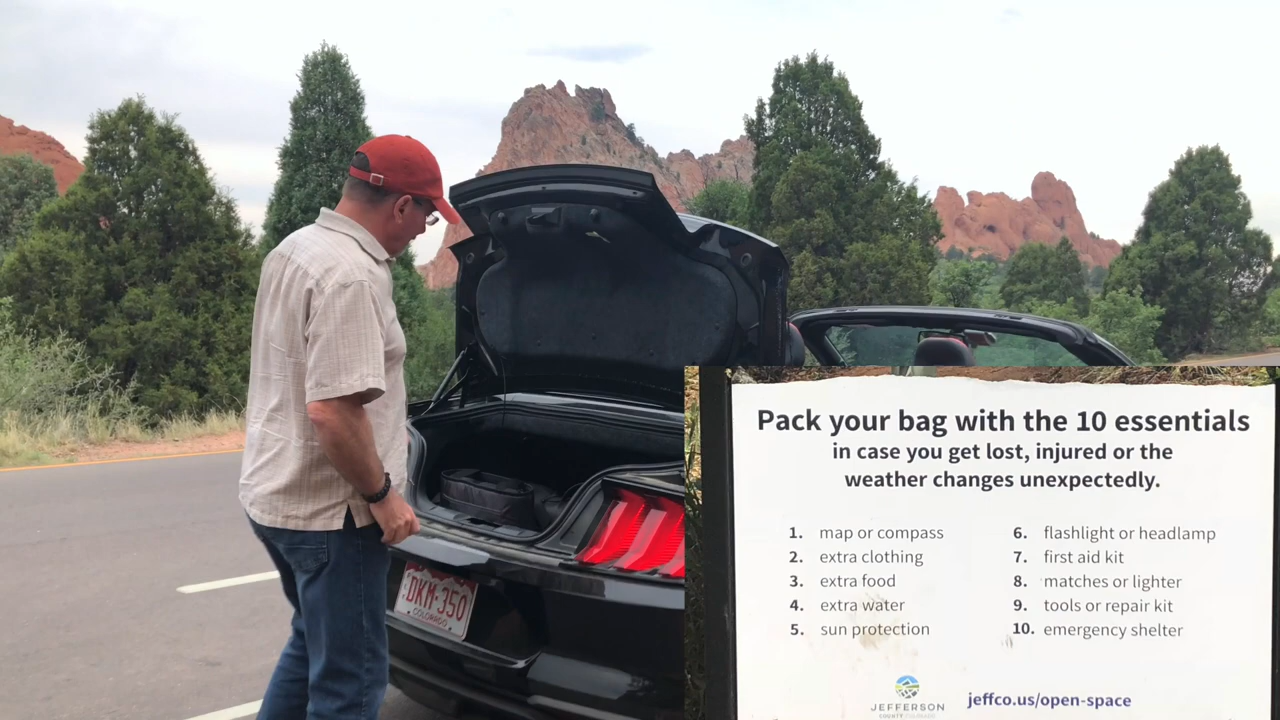 DKM-350
COLORADO
Pack your bag with the 10 essentials
in case you get lost, injured or the
weather changes unexpectedly.
1. map or compass
2. extra clothing
3. extra food
4. extra water
5. sun protection
6. flashlight or headlamp
7. first aid kit
8. matches or lighter
9. tools or repair kit
10. emergency shelter
JEFFERSON
COUNTY COLORADO
jeffco.us/open-space